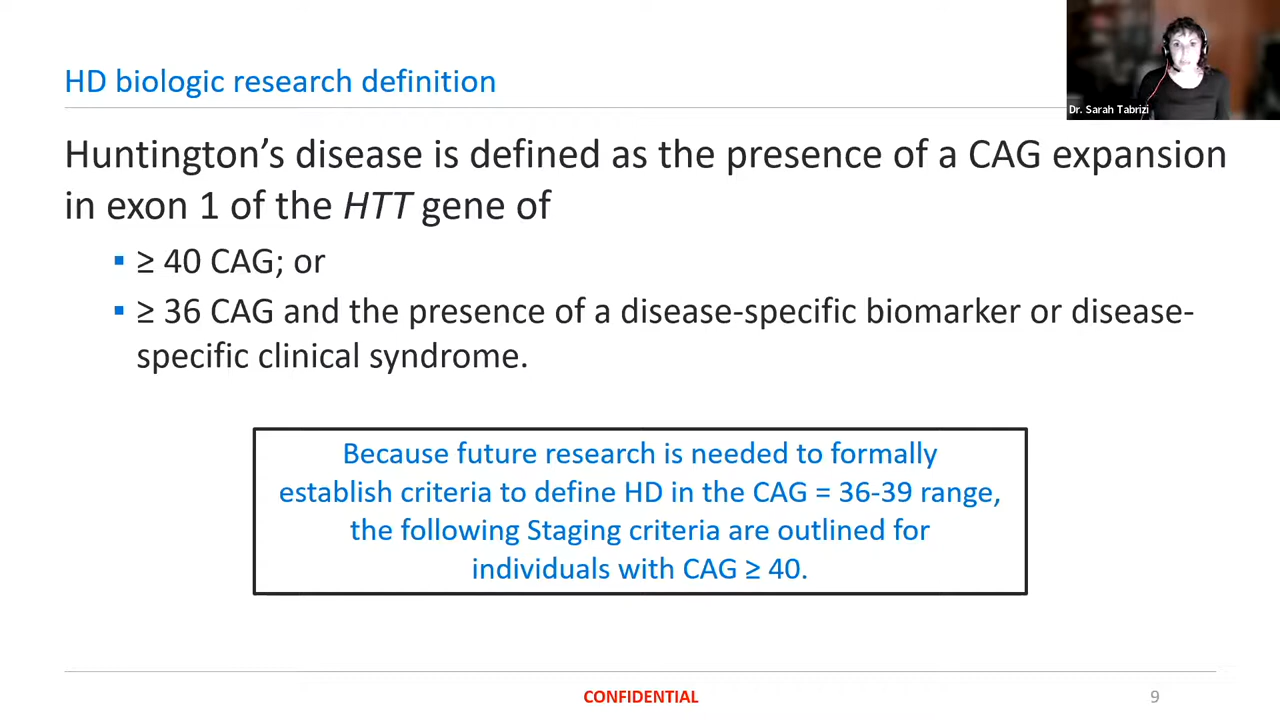 Dr. Sarah Tabrizi
HD biologic research definition
Huntington’s disease is defined as the presence of a CAG expansion
in exon 1 of the HTT gene of
▪ ≥ 40 CAG; or
▪ ≥ 36 CAG and the presence of a disease-specific biomarker or disease-
specific clinical syndrome.
Because future research is needed to formally
establish criteria to define HD in the CAG = 36-39 range,
the following Staging criteria are outlined for
individuals with CAG ≥ 40.
CONFIDENTIAL
9